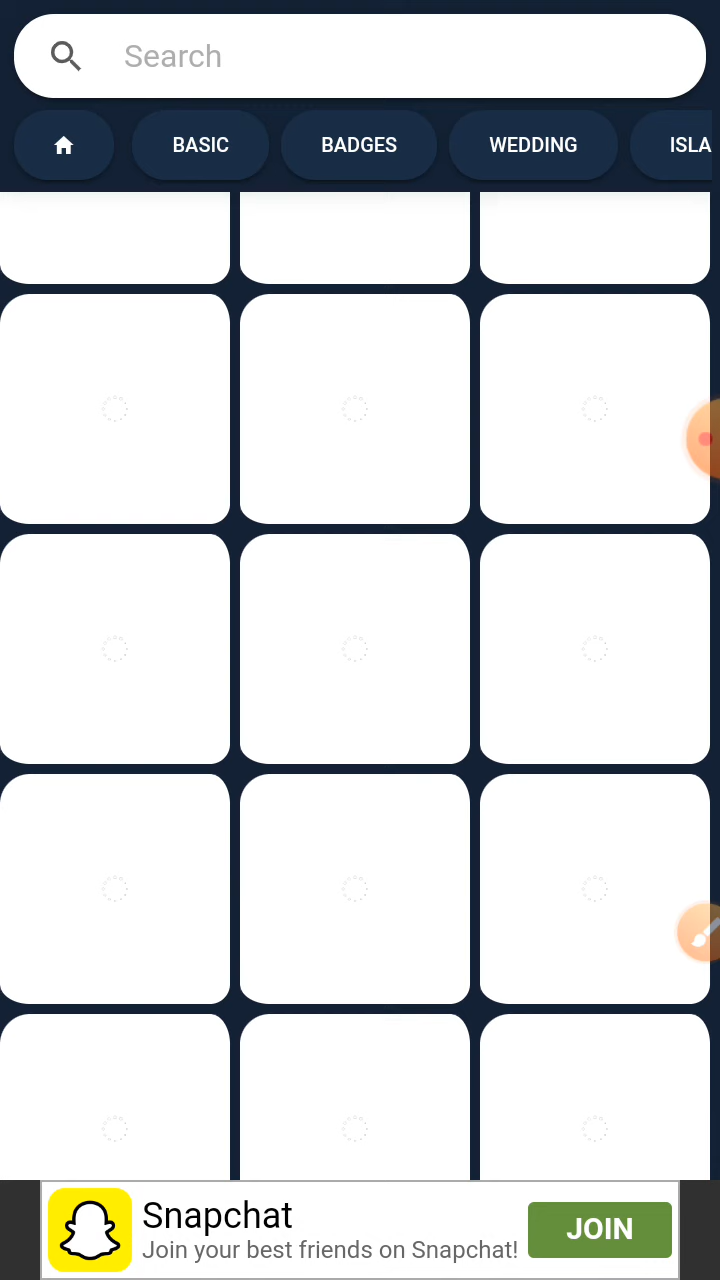 Search
BASIC BADGES WEDDING ISLA
Snapchat
Join your best friends on Snapchat!
JOIN